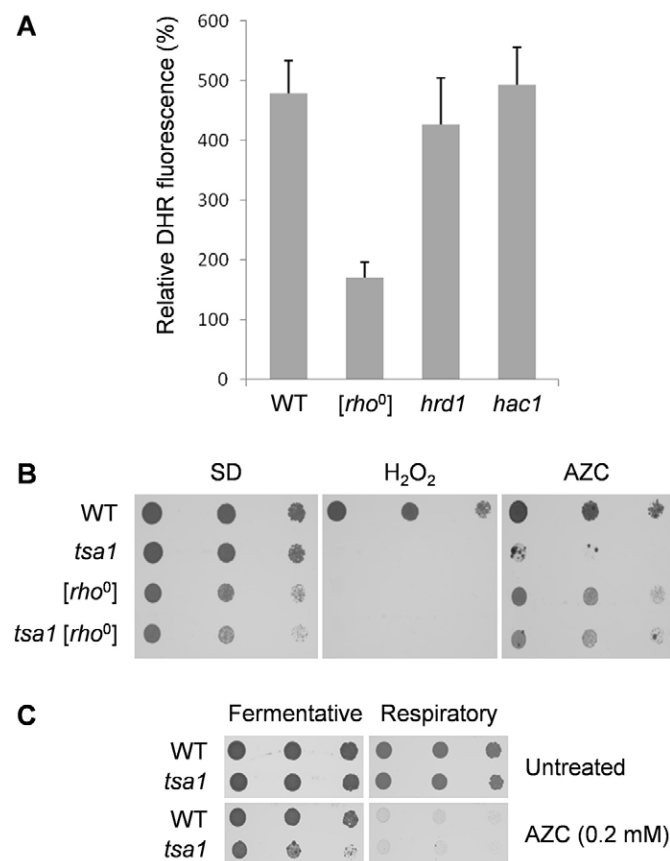 A
Relative DHR fluorescence (%)
600
500
400
300
200
100
0
WT [rho⁰] hrd1 hac1
B
SD H₂O₂ AZC
WT
tsa1
[rho⁰]
tsa1 [rho⁰]
C
Fermentative Respiratory
WT
tsa1
Untreated
WT
tsa1
AZC (0.2 mM)